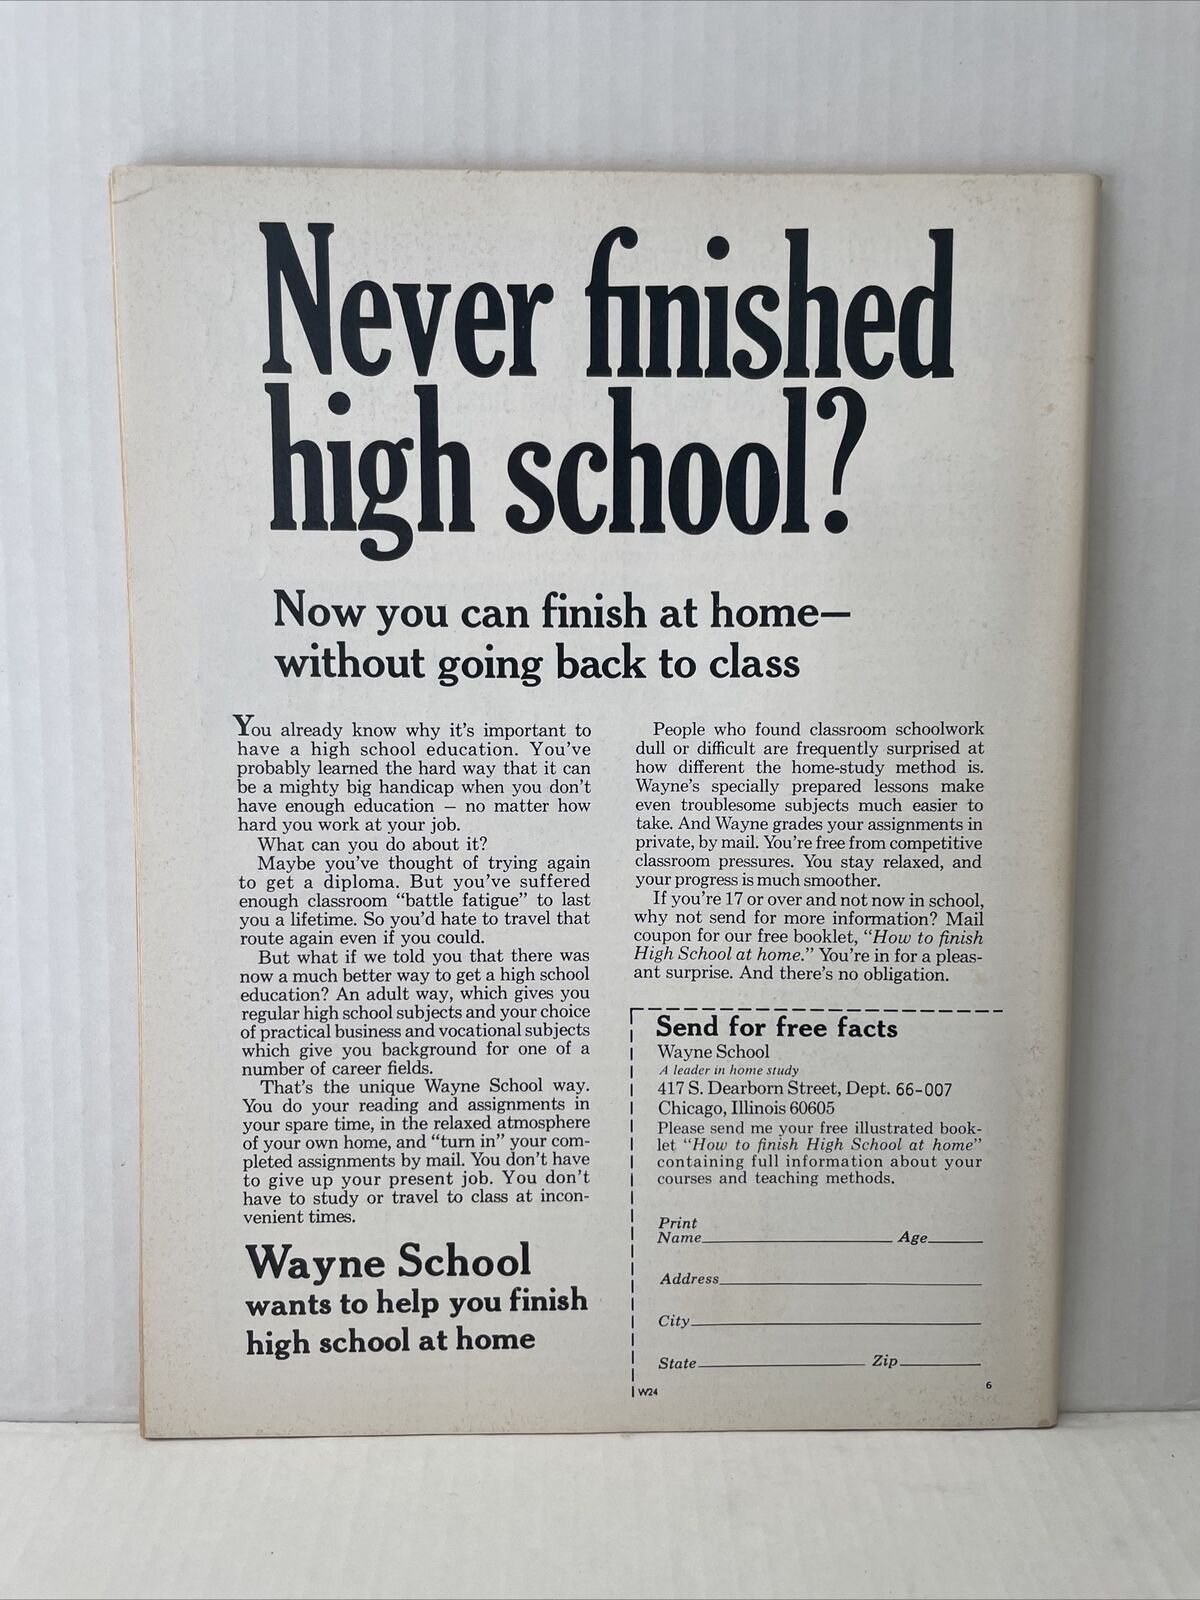 Never finished
high school?
Now you can finish at home—
without going back to class
You already know why it's important to
have a high school education. You've
probably learned the hard way that it can
be a mighty big handicap when you don't
have enough education — no matter how
hard you work at your job.
What can you do about it?
Maybe you've thought of trying again
to get a diploma. But you've suffered
enough classroom "battle fatigue" to last
you a lifetime. So you'd hate to travel that
route again even if you could.
But what if we told you that there was
now a much better way to get a high school
education? An adult way, which gives you
regular high school subjects and your choice
of practical business and vocational subjects
which give you background for one of a
number of career fields.
That's the unique Wayne School way.
You do your reading and assignments in
your spare time, in the relaxed atmosphere
of your own home, and "turn in" your com-
pleted assignments by mail. You don't have
to give up your present job. You don't
have to study or travel to class at incon-
venient times.
Wayne School
wants to help you finish
high school at home
People who found classroom schoolwork
dull or difficult are frequently surprised at
how different the home-study method is.
Wayne's specially prepared lessons make
even troublesome subjects much easier to
take. And Wayne grades your assignments in
private, by mail. You're free from competitive
classroom pressures. You stay relaxed, and
your progress is much smoother.
If you're 17 or over and not now in school,
why not send for more information? Mail
coupon for our free booklet, "How to finish
High School at home." You're in for a pleas-
ant surprise. And there's no obligation.
Send for free facts
Wayne School
A leader in home study
417 S. Dearborn Street, Dept. 66-007
Chicago, Illinois 60605
Please send me your free illustrated book-
let "How to finish High School at home"
containing full information about your
courses and teaching methods.
Print
Name Age
Address
City
State Zip
W24 6